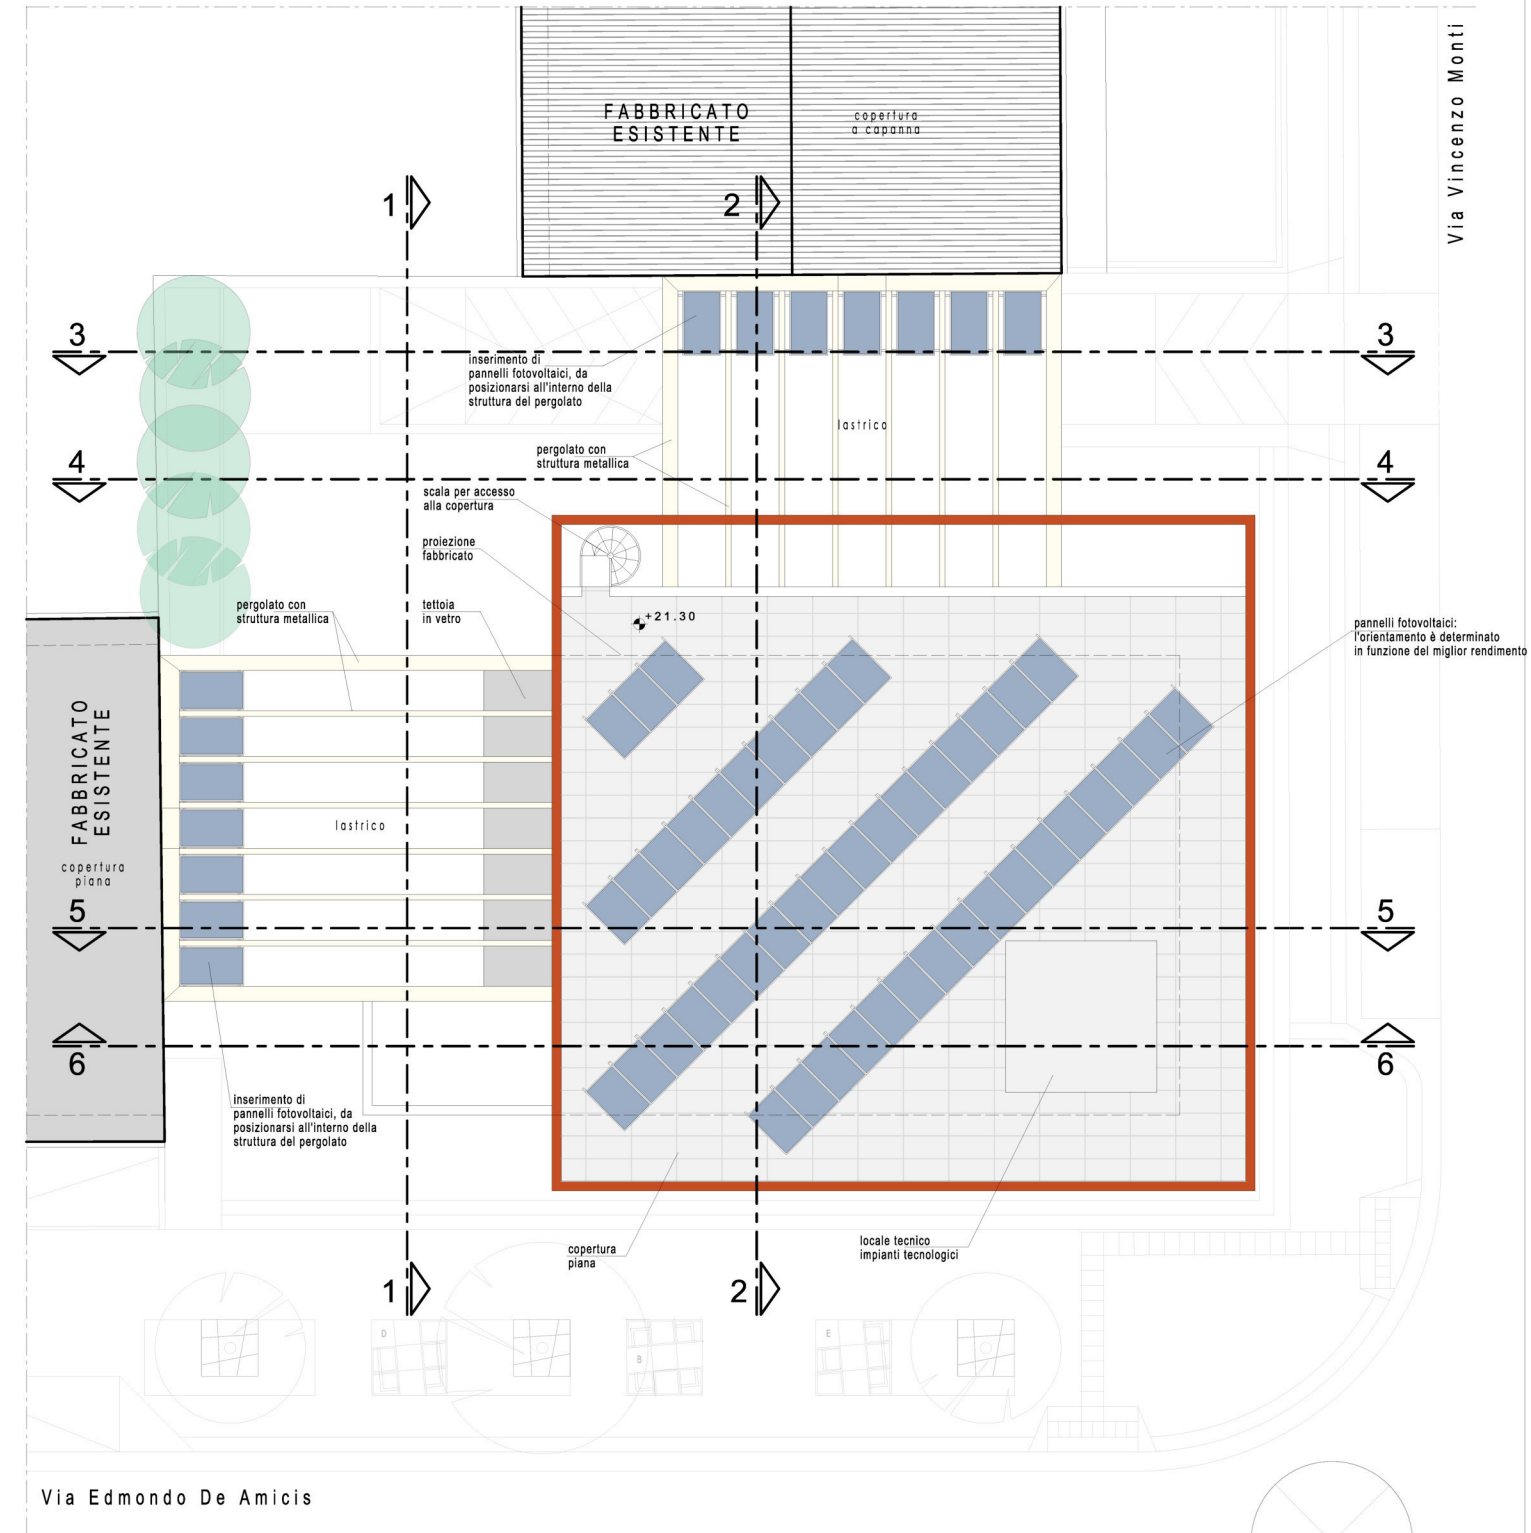 Via Vincenzo Monti
FABBRICATO
ESISTENTE
copertura
a capanna
1
2
3
3
inserimento di
pannelli fotovoltaici, da
posizionarsi all'interno della
struttura del pergolato
lastrico
pergolato con
struttura metallica
4
4
scala per accesso
alla copertura
proiezione
fabbricato
pergolato con
struttura metallica
tettoia
in vetro
+21.30
pannelli fotovoltaici:
l'orientamento è determinato
in funzione del miglior rendimento
FABBRICATO
ESISTENTE
copertura
piana
lastrico
5
5
6
6
inserimento di
pannelli fotovoltaici, da
posizionarsi all'interno della
struttura del pergolato
copertura
piana
locale tecnico
impianti tecnologici
1
2
D
B
E
Via Edmondo De Amicis